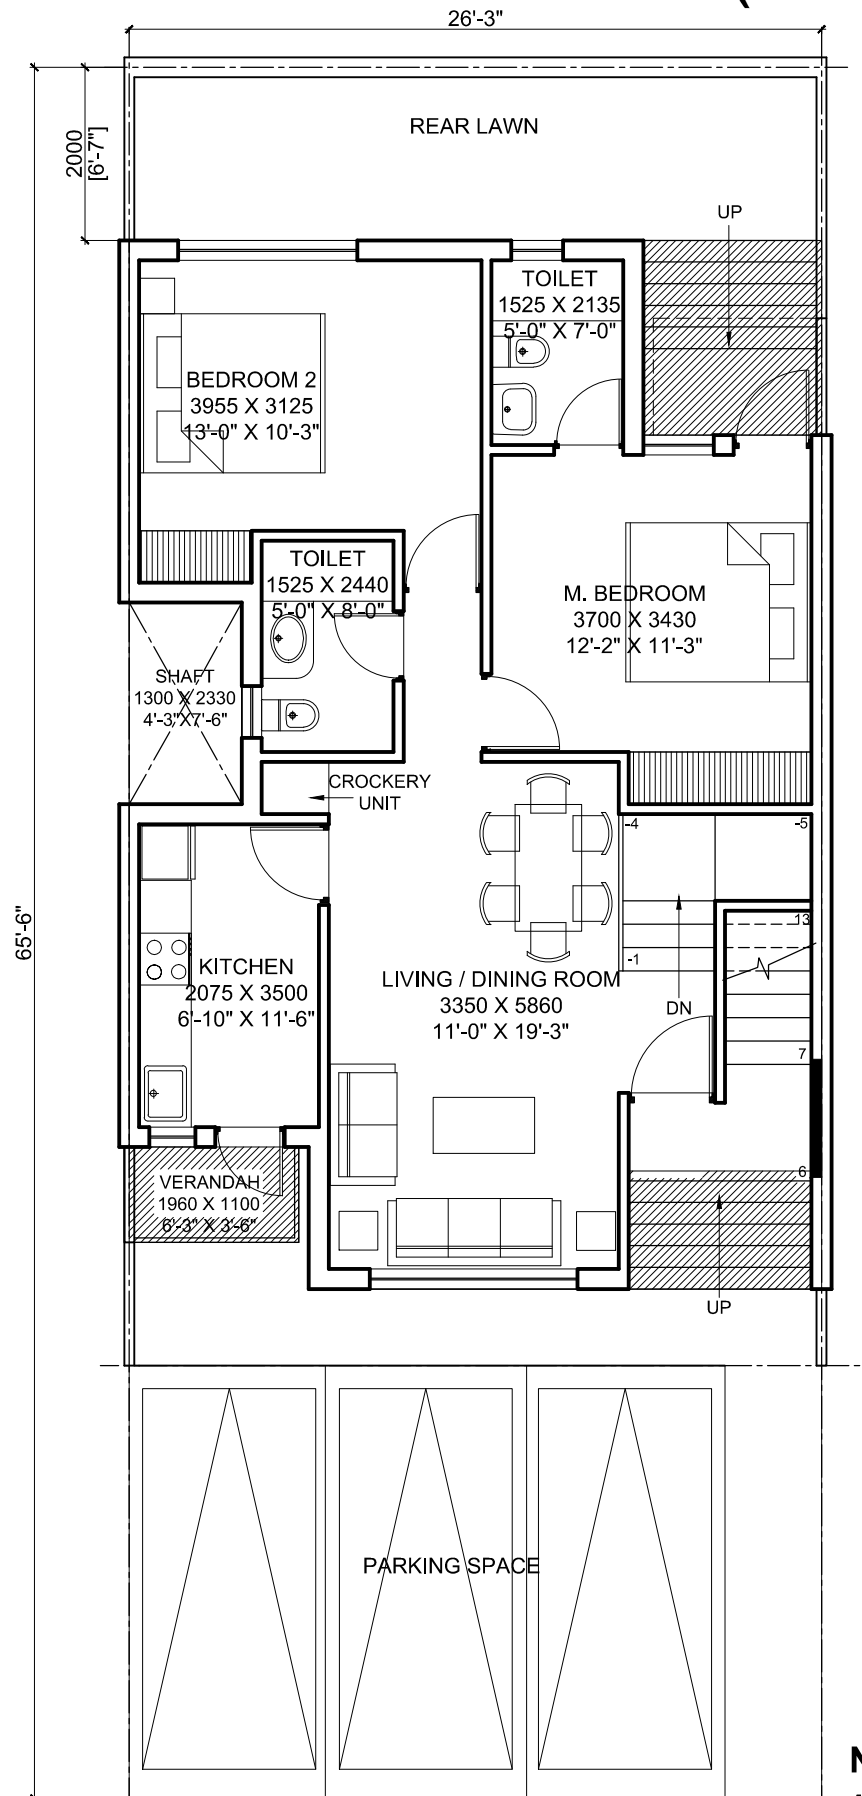 26'-3"
REAR LAWN
2000
[6'-7"]
UP
TOILET
1525 X 2135
5'-0" X 7'-0"
BEDROOM 2
3955 X 3125
13'-0" X 10'-3"
TOILET
1525 X 2440
5'-0" X 8'-0"
M. BEDROOM
3700 X 3430
12'-2" X 11'-3"
SHAFT
1300 X 2330
4'-3"X7'-6"
CROCKERY
UNIT
-4
-5
65'-6"
13
-1
KITCHEN
2075 X 3500
6'-10" X 11'-6"
LIVING / DINING ROOM
3350 X 5860
11'-0" X 19'-3"
DN
7
6
VERANDAH
1960 X 1100
6'-3" X 3'-6"
UP
PARKING SPACE